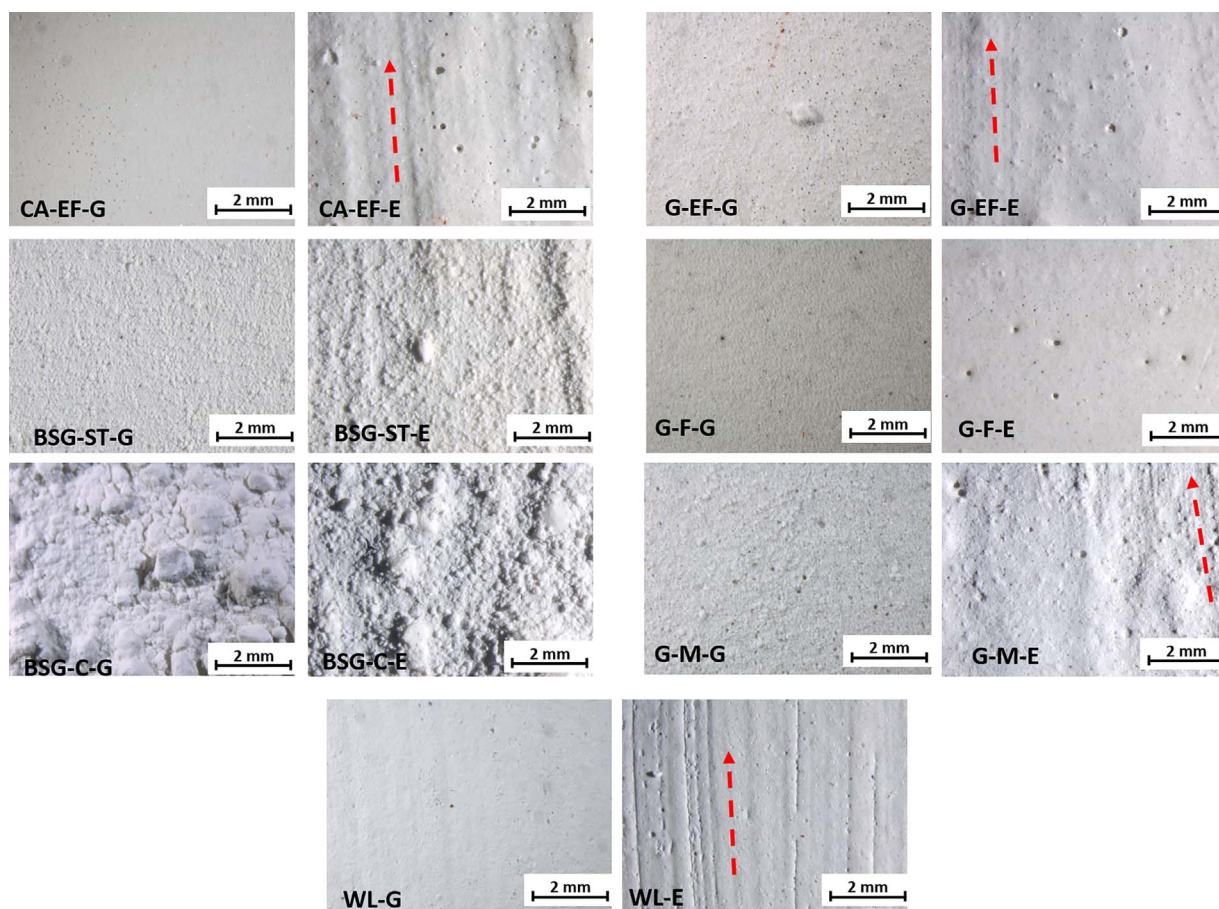 CA-EF-G 2 mm
CA-EF-E 2 mm
G-EF-G 2 mm
G-EF-E 2 mm
BSG-ST-G 2 mm
BSG-ST-E 2 mm
G-F-G 2 mm
G-F-E 2 mm
BSG-C-G 2 mm
BSG-C-E 2 mm
G-M-G 2 mm
G-M-E 2 mm
WL-G 2 mm
WL-E 2 mm